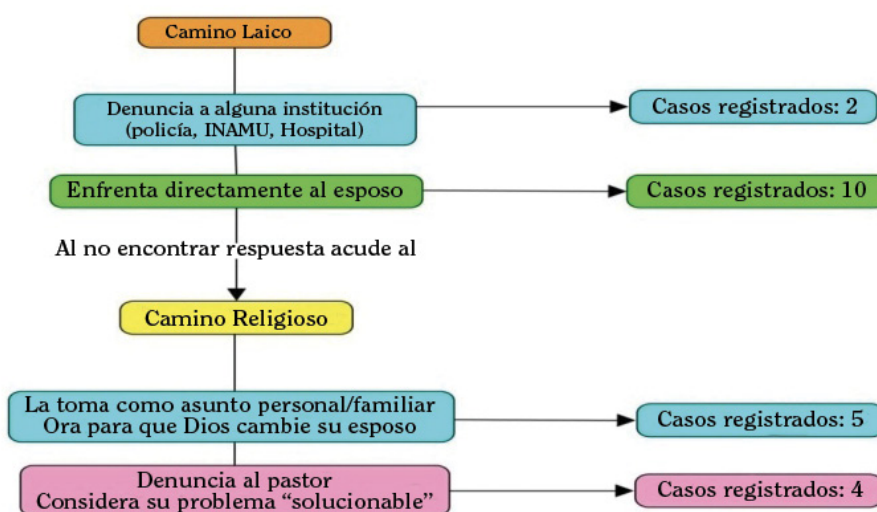 Camino Laico
Denuncia a alguna institución
(policía, INAMU, Hospital)
Casos registrados: 2
Enfrenta directamente al esposo
Casos registrados: 10
Al no encontrar respuesta acude al
Camino Religioso
La toma como asunto personal/familiar
Ora para que Dios cambie su esposo
Casos registrados: 5
Denuncia al pastor
Considera su problema “solucionable”
Casos registrados: 4